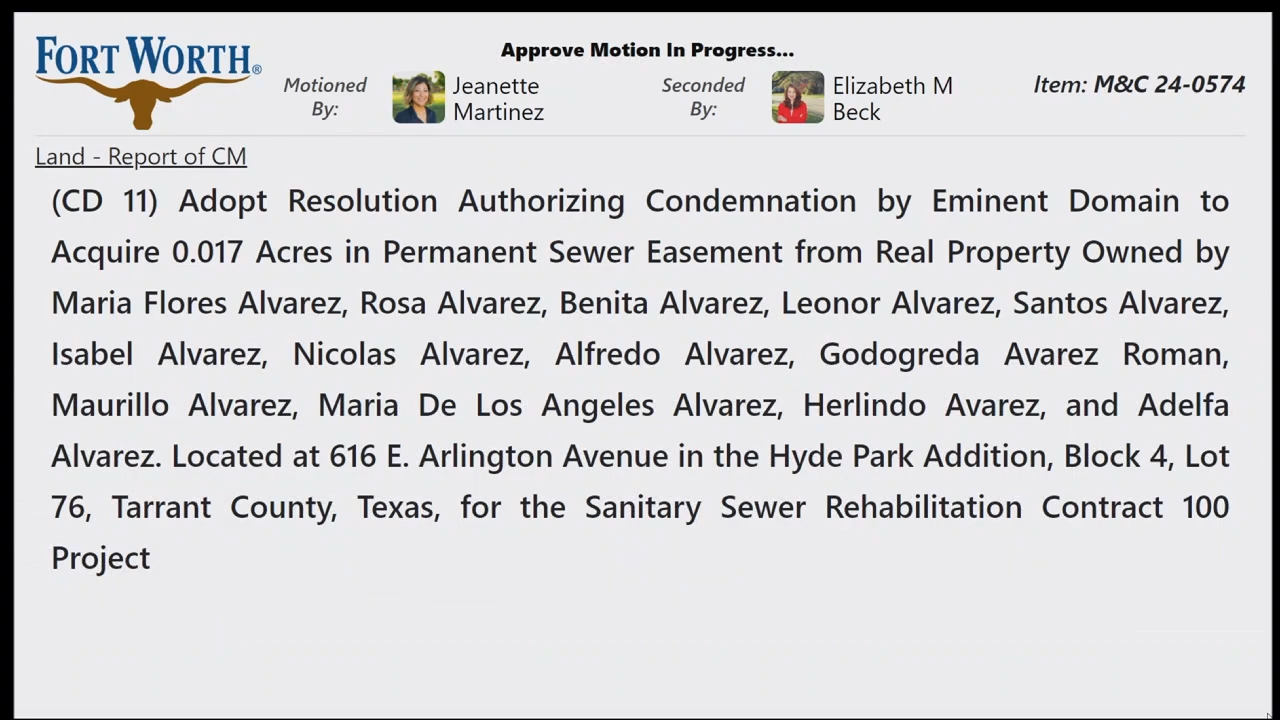 FORT WORTH®
Approve Motion In Progress...
Motioned By:
Jeanette Martinez
Seconded By:
Elizabeth M Beck
Item: M&C 24-0574
Land - Report of CM
(CD 11) Adopt Resolution Authorizing Condemnation by Eminent Domain to
Acquire 0.017 Acres in Permanent Sewer Easement from Real Property Owned by
Maria Flores Alvarez, Rosa Alvarez, Benita Alvarez, Leonor Alvarez, Santos Alvarez,
Isabel Alvarez, Nicolas Alvarez, Alfredo Alvarez, Godogreda Avarez Roman,
Maurillo Alvarez, Maria De Los Angeles Alvarez, Herlindo Avarez, and Adelfa
Alvarez. Located at 616 E. Arlington Avenue in the Hyde Park Addition, Block 4, Lot
76, Tarrant County, Texas, for the Sanitary Sewer Rehabilitation Contract 100
Project